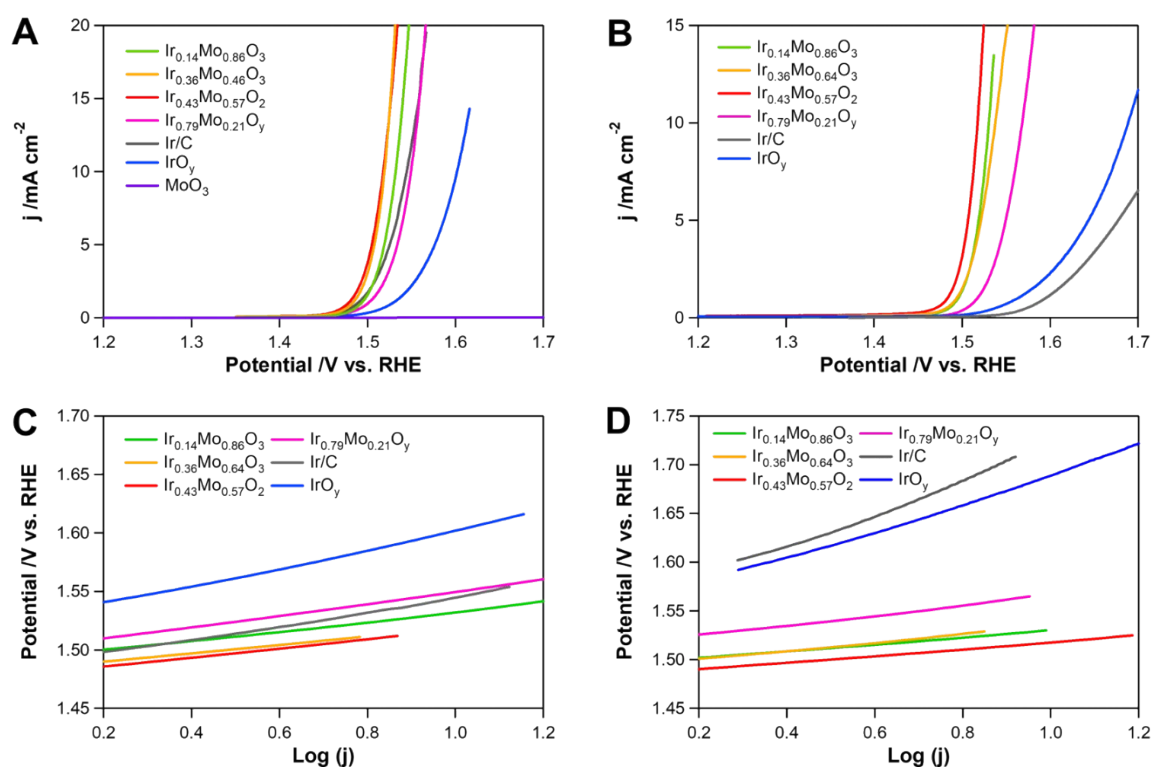 A
20
15
10
5
0
j /mA cm⁻²
Ir₀.₁₄Mo₀.₈₆O₃
Ir₀.₃₆Mo₀.₄₆O₃
Ir₀.₄₃Mo₀.₅₇O₂
Ir₀.₇₉Mo₀.₂₁Oy
Ir/C
IrOy
MoO₃
1.2 1.3 1.4 1.5 1.6 1.7
Potential /V vs. RHE
B
15
10
5
0
j /mA cm⁻²
Ir₀.₁₄Mo₀.₈₆O₃
Ir₀.₃₆Mo₀.₆₄O₃
Ir₀.₄₃Mo₀.₅₇O₂
Ir₀.₇₉Mo₀.₂₁Oy
Ir/C
IrOy
1.2 1.3 1.4 1.5 1.6 1.7
Potential /V vs. RHE
C
1.70
1.65
1.60
1.55
1.50
1.45
Potential /V vs. RHE
Ir₀.₁₄Mo₀.₈₆O₃ Ir₀.₇₉Mo₀.₂₁Oy
Ir₀.₃₆Mo₀.₆₄O₃ Ir/C
Ir₀.₄₃Mo₀.₅₇O₂ IrOy
0.2 0.4 0.6 0.8 1.0 1.2
Log (j)
D
1.75
1.70
1.65
1.60
1.55
1.50
1.45
Potential /V vs. RHE
Ir₀.₁₄Mo₀.₈₆O₃ Ir₀.₇₉Mo₀.₂₁Oy
Ir₀.₃₆Mo₀.₆₄O₃ Ir/C
Ir₀.₄₃Mo₀.₅₇O₂ IrOy
0.2 0.4 0.6 0.8 1.0 1.2
Log (j)